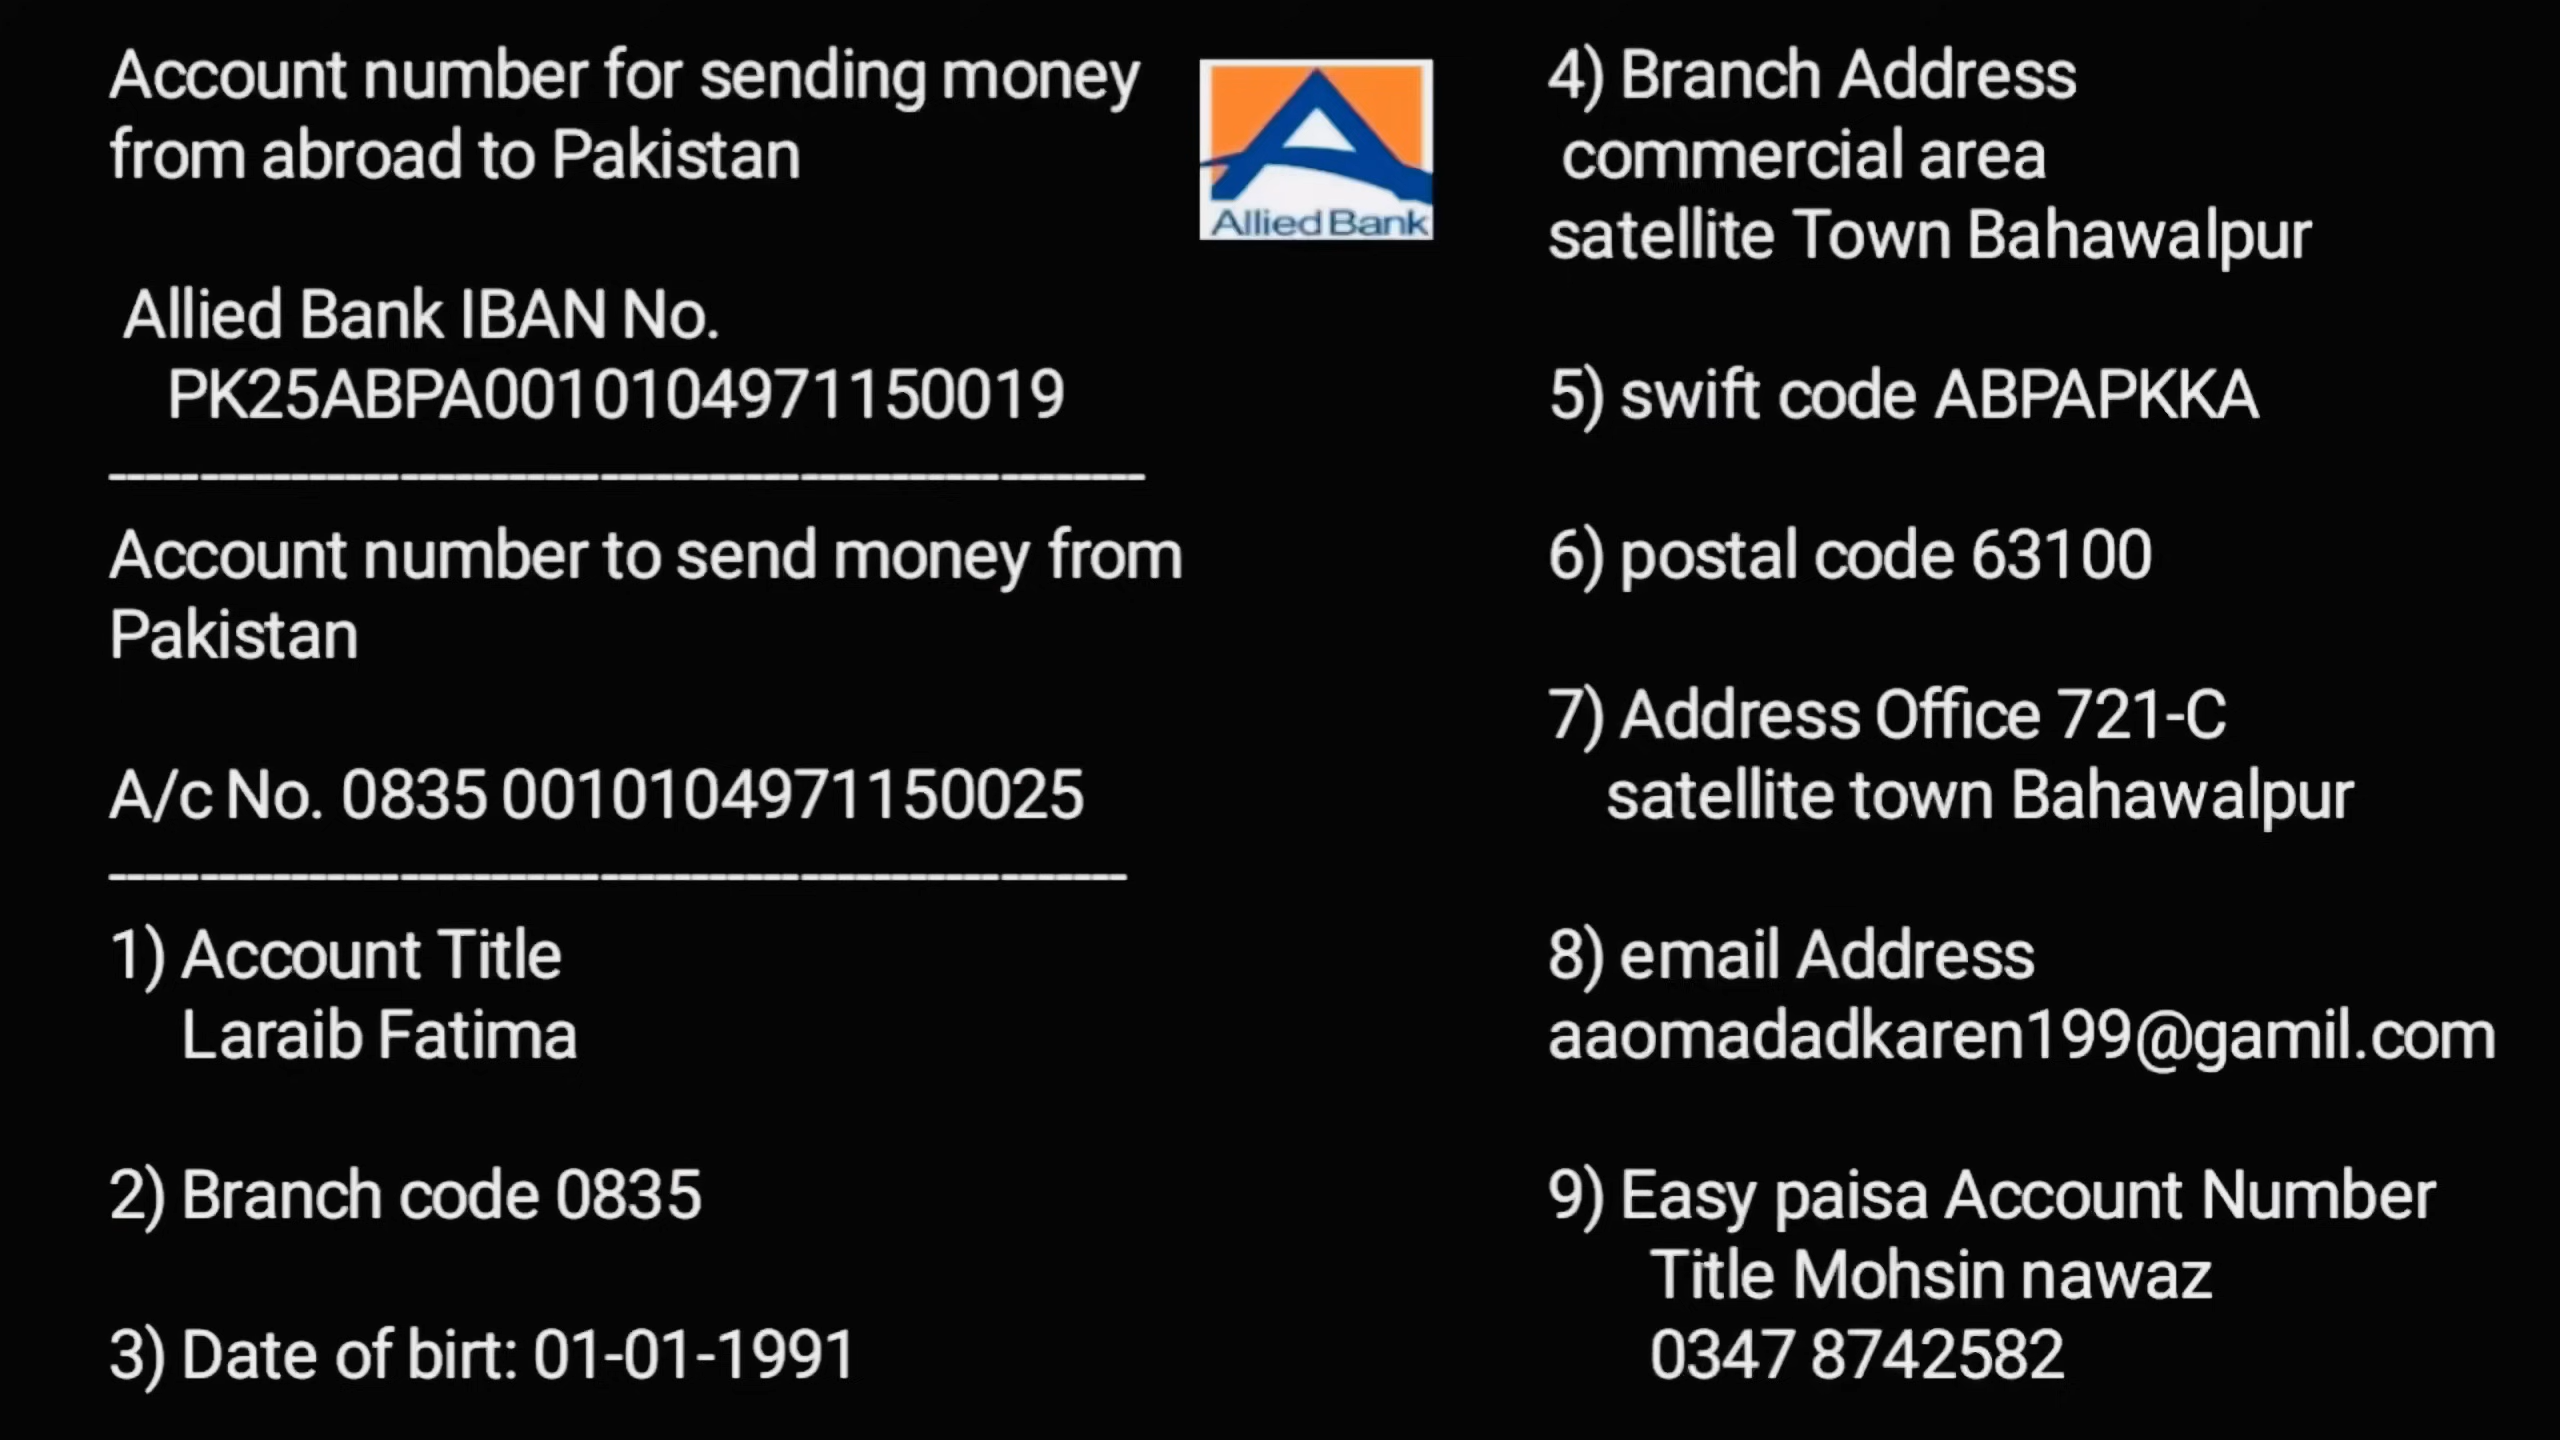 Account number for sending money
from abroad to Pakistan
Allied Bank
Allied Bank IBAN No.
PK25ABPA0010104971150019
---------------------------------------------------------
Account number to send money from
Pakistan
A/c No. 0835 0010104971150025
--------------------------------------------------------
1) Account Title
Laraib Fatima
2) Branch code 0835
3) Date of birt: 01-01-1991
4) Branch Address
commercial area
satellite Town Bahawalpur
5) swift code ABPAPKKA
6) postal code 63100
7) Address Office 721-C
satellite town Bahawalpur
8) email Address
aaomadadkaren199@gamil.com
9) Easy paisa Account Number
Title Mohsin nawaz
0347 8742582